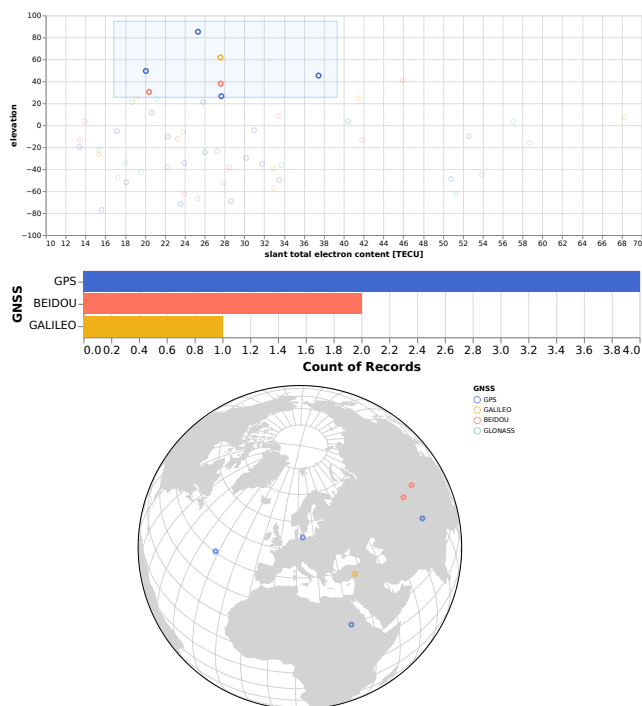 100
80
60
40
20
0
−20
−40
−60
−80
−100
elevation
10 12 14 16 18 20 22 24 26 28 30 32 34 36 38 40 42 44 46 48 50 52 54 56 58 60 62 64 66 68 70
slant total electron content [TECU]
GNSS
GPS
BEIDOU
GALILEO
0.0 0.2 0.4 0.6 0.8 1.0 1.2 1.4 1.6 1.8 2.0 2.2 2.4 2.6 2.8 3.0 3.2 3.4 3.6 3.8 4.0
Count of Records
GNSS
GPS
GALILEO
BEIDOU
GLONASS